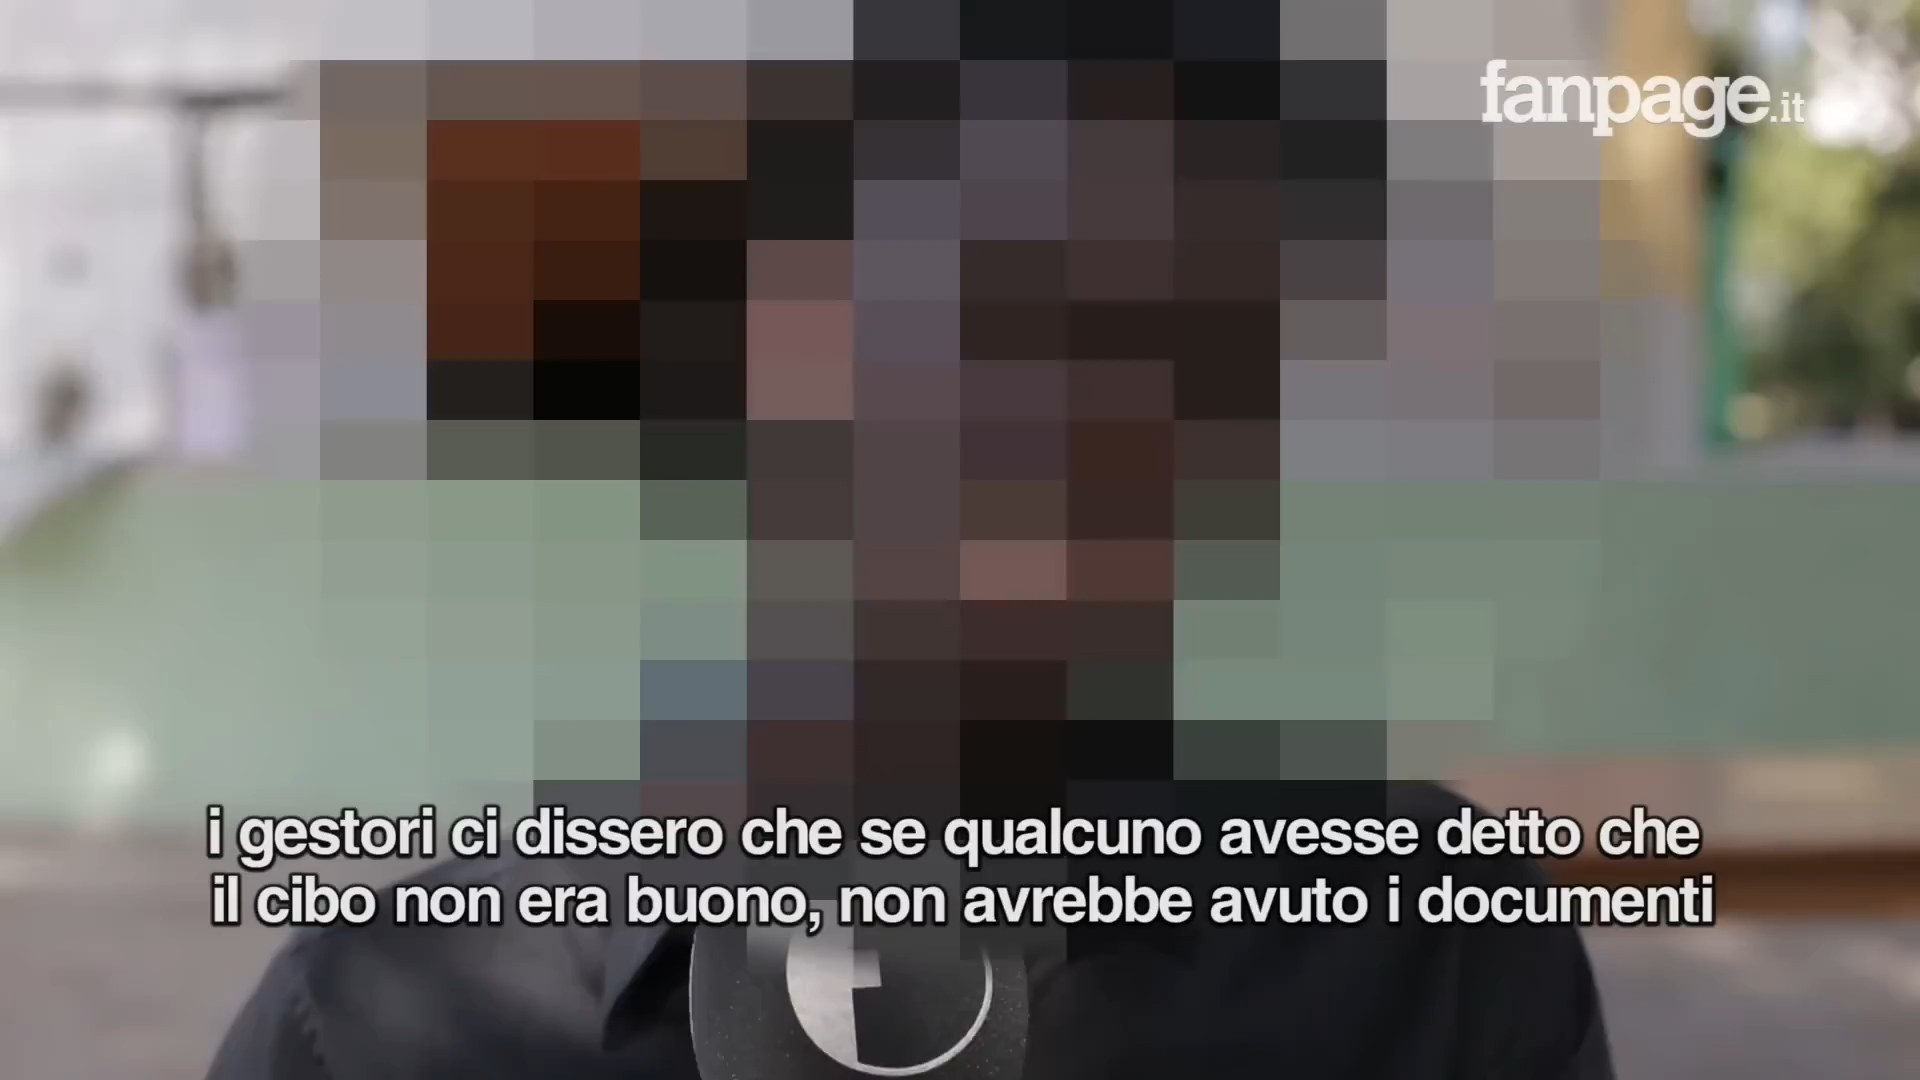 fanpage.it
i gestori ci dissero che se qualcuno avesse detto che
il cibo non era buono, non avrebbe avuto i documenti